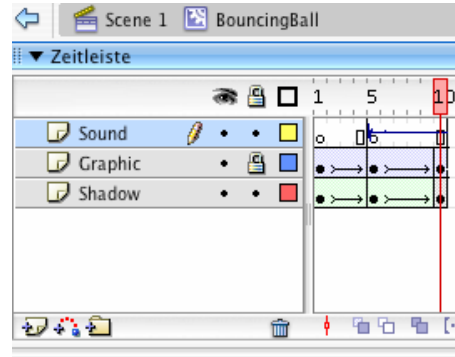 Scene 1 BouncingBall
Zeitleiste
1 5 10
Sound
Graphic
Shadow